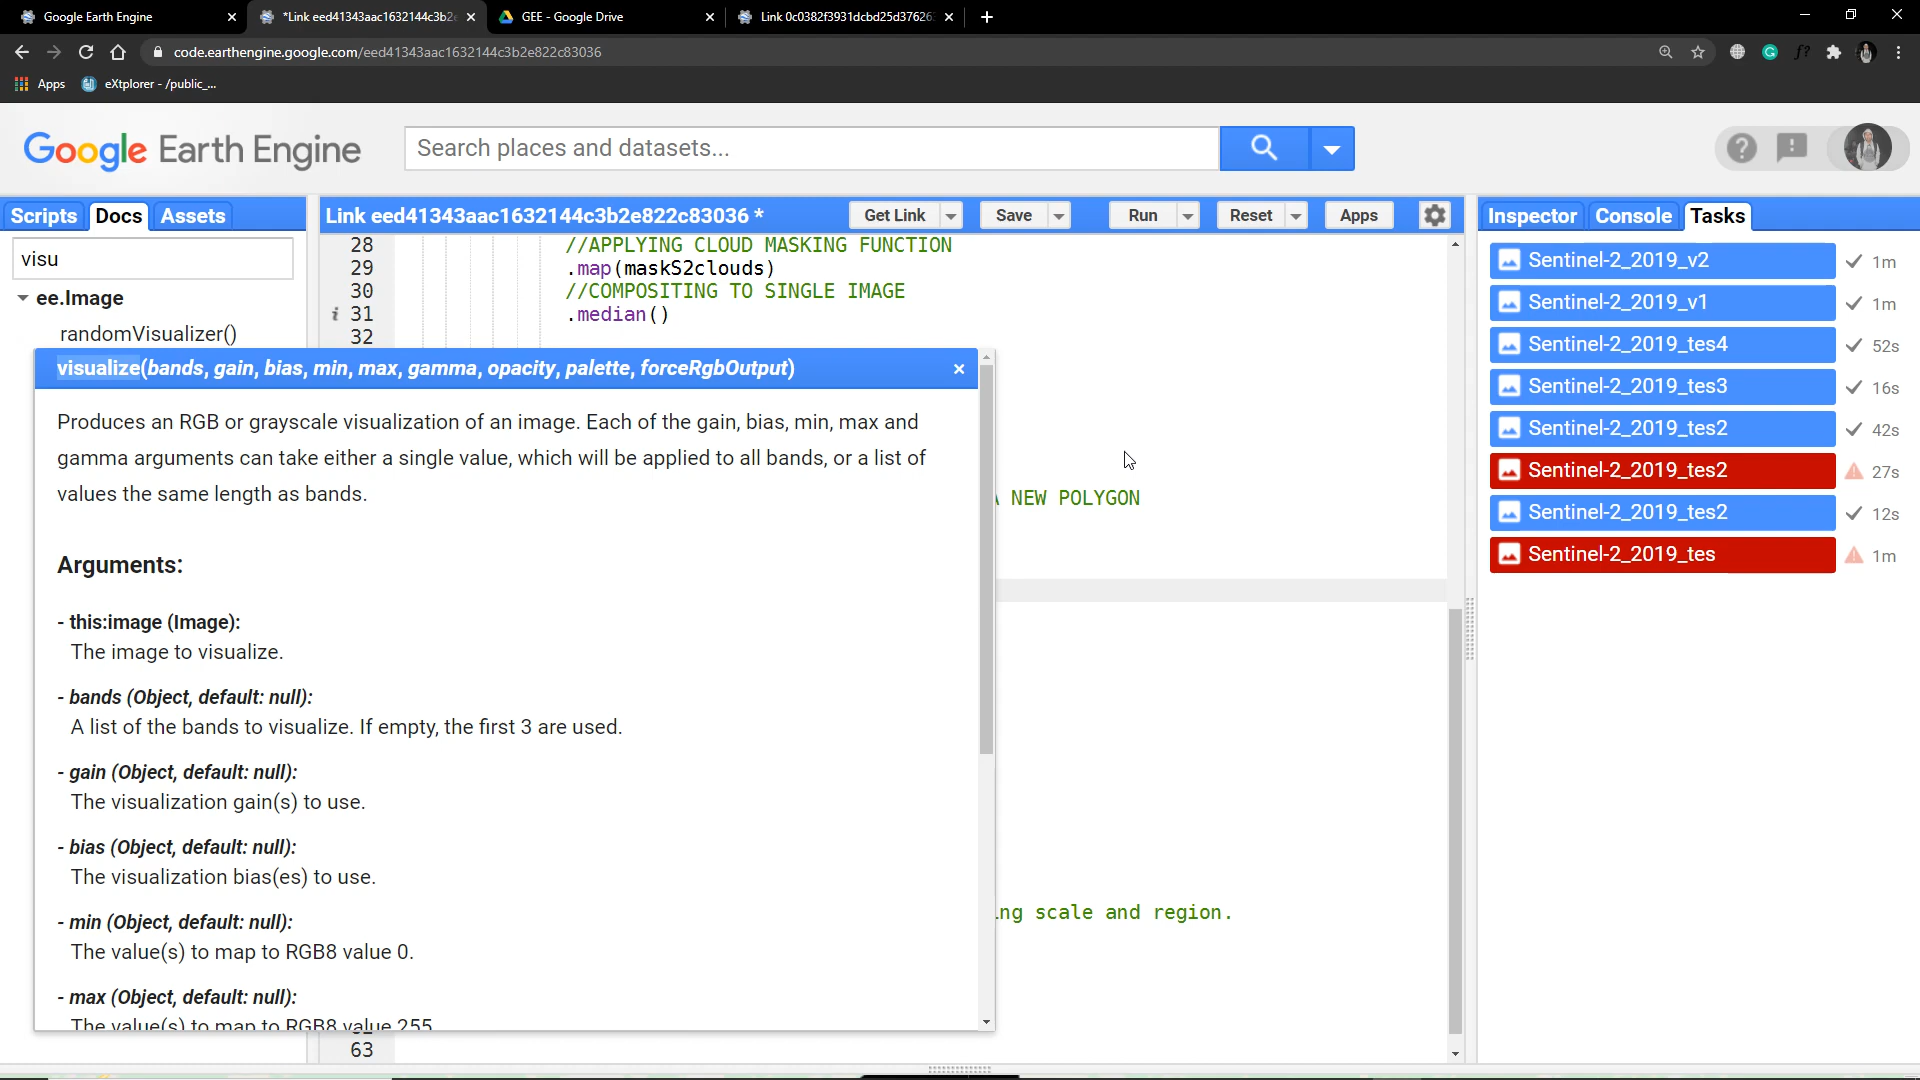 Google Earth Engine
*Link eed41343aac1632144c3b2e
GEE - Google Drive
Link 0c0382f3931dcbd25d37626
code.earthengine.google.com/eed41343aac1632144c3b2e822c83036
Apps
eXtplorer - /public_...
Google Earth Engine
Search places and datasets...
Scripts Docs Assets
Link eed41343aac1632144c3b2e822c83036 *
Get Link
Save
Run
Reset
Apps
Inspector Console Tasks
visu
ee.Image
randomVisualizer()
28 //APPLYING CLOUD MASKING FUNCTION
29 .map(maskS2clouds)
30 //COMPOSITING TO SINGLE IMAGE
i 31 .median()
32
visualize(bands, gain, bias, min, max, gamma, opacity, palette, forceRgbOutput)
Produces an RGB or grayscale visualization of an image. Each of the gain, bias, min, max and
gamma arguments can take either a single value, which will be applied to all bands, or a list of
values the same length as bands.
Arguments:
- this:image (Image):
The image to visualize.
- bands (Object, default: null):
A list of the bands to visualize. If empty, the first 3 are used.
- gain (Object, default: null):
The visualization gain(s) to use.
- bias (Object, default: null):
The visualization bias(es) to use.
- min (Object, default: null):
The value(s) to map to RGB8 value 0.
- max (Object, default: null):
The value(s) to map to RGB8 value 255
NEW POLYGON
ng scale and region.
63
Sentinel-2_2019_v2 1m
Sentinel-2_2019_v1 1m
Sentinel-2_2019_tes4 52s
Sentinel-2_2019_tes3 16s
Sentinel-2_2019_tes2 42s
Sentinel-2_2019_tes2 27s
Sentinel-2_2019_tes2 12s
Sentinel-2_2019_tes 1m